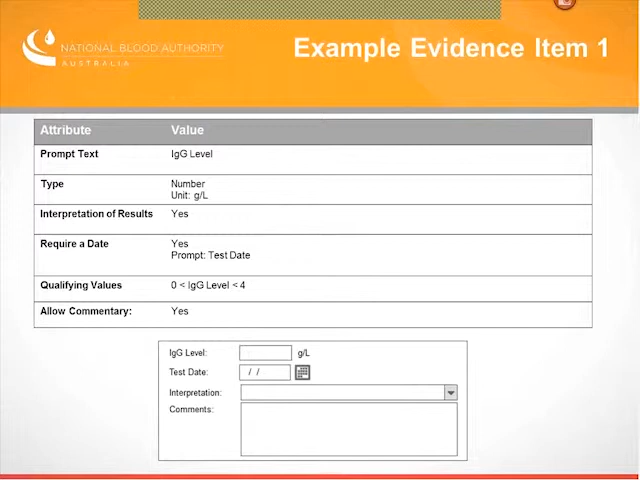 NATIONAL BLOOD AUTHORITY
AUSTRALIA
Example Evidence Item 1
Attribute Value
Prompt Text IgG Level
Type Number
Unit: g/L
Interpretation of Results Yes
Require a Date Yes
Prompt: Test Date
Qualifying Values 0 < IgG Level < 4
Allow Commentary: Yes
IgG Level: g/L
Test Date: / /
Interpretation:
Comments: